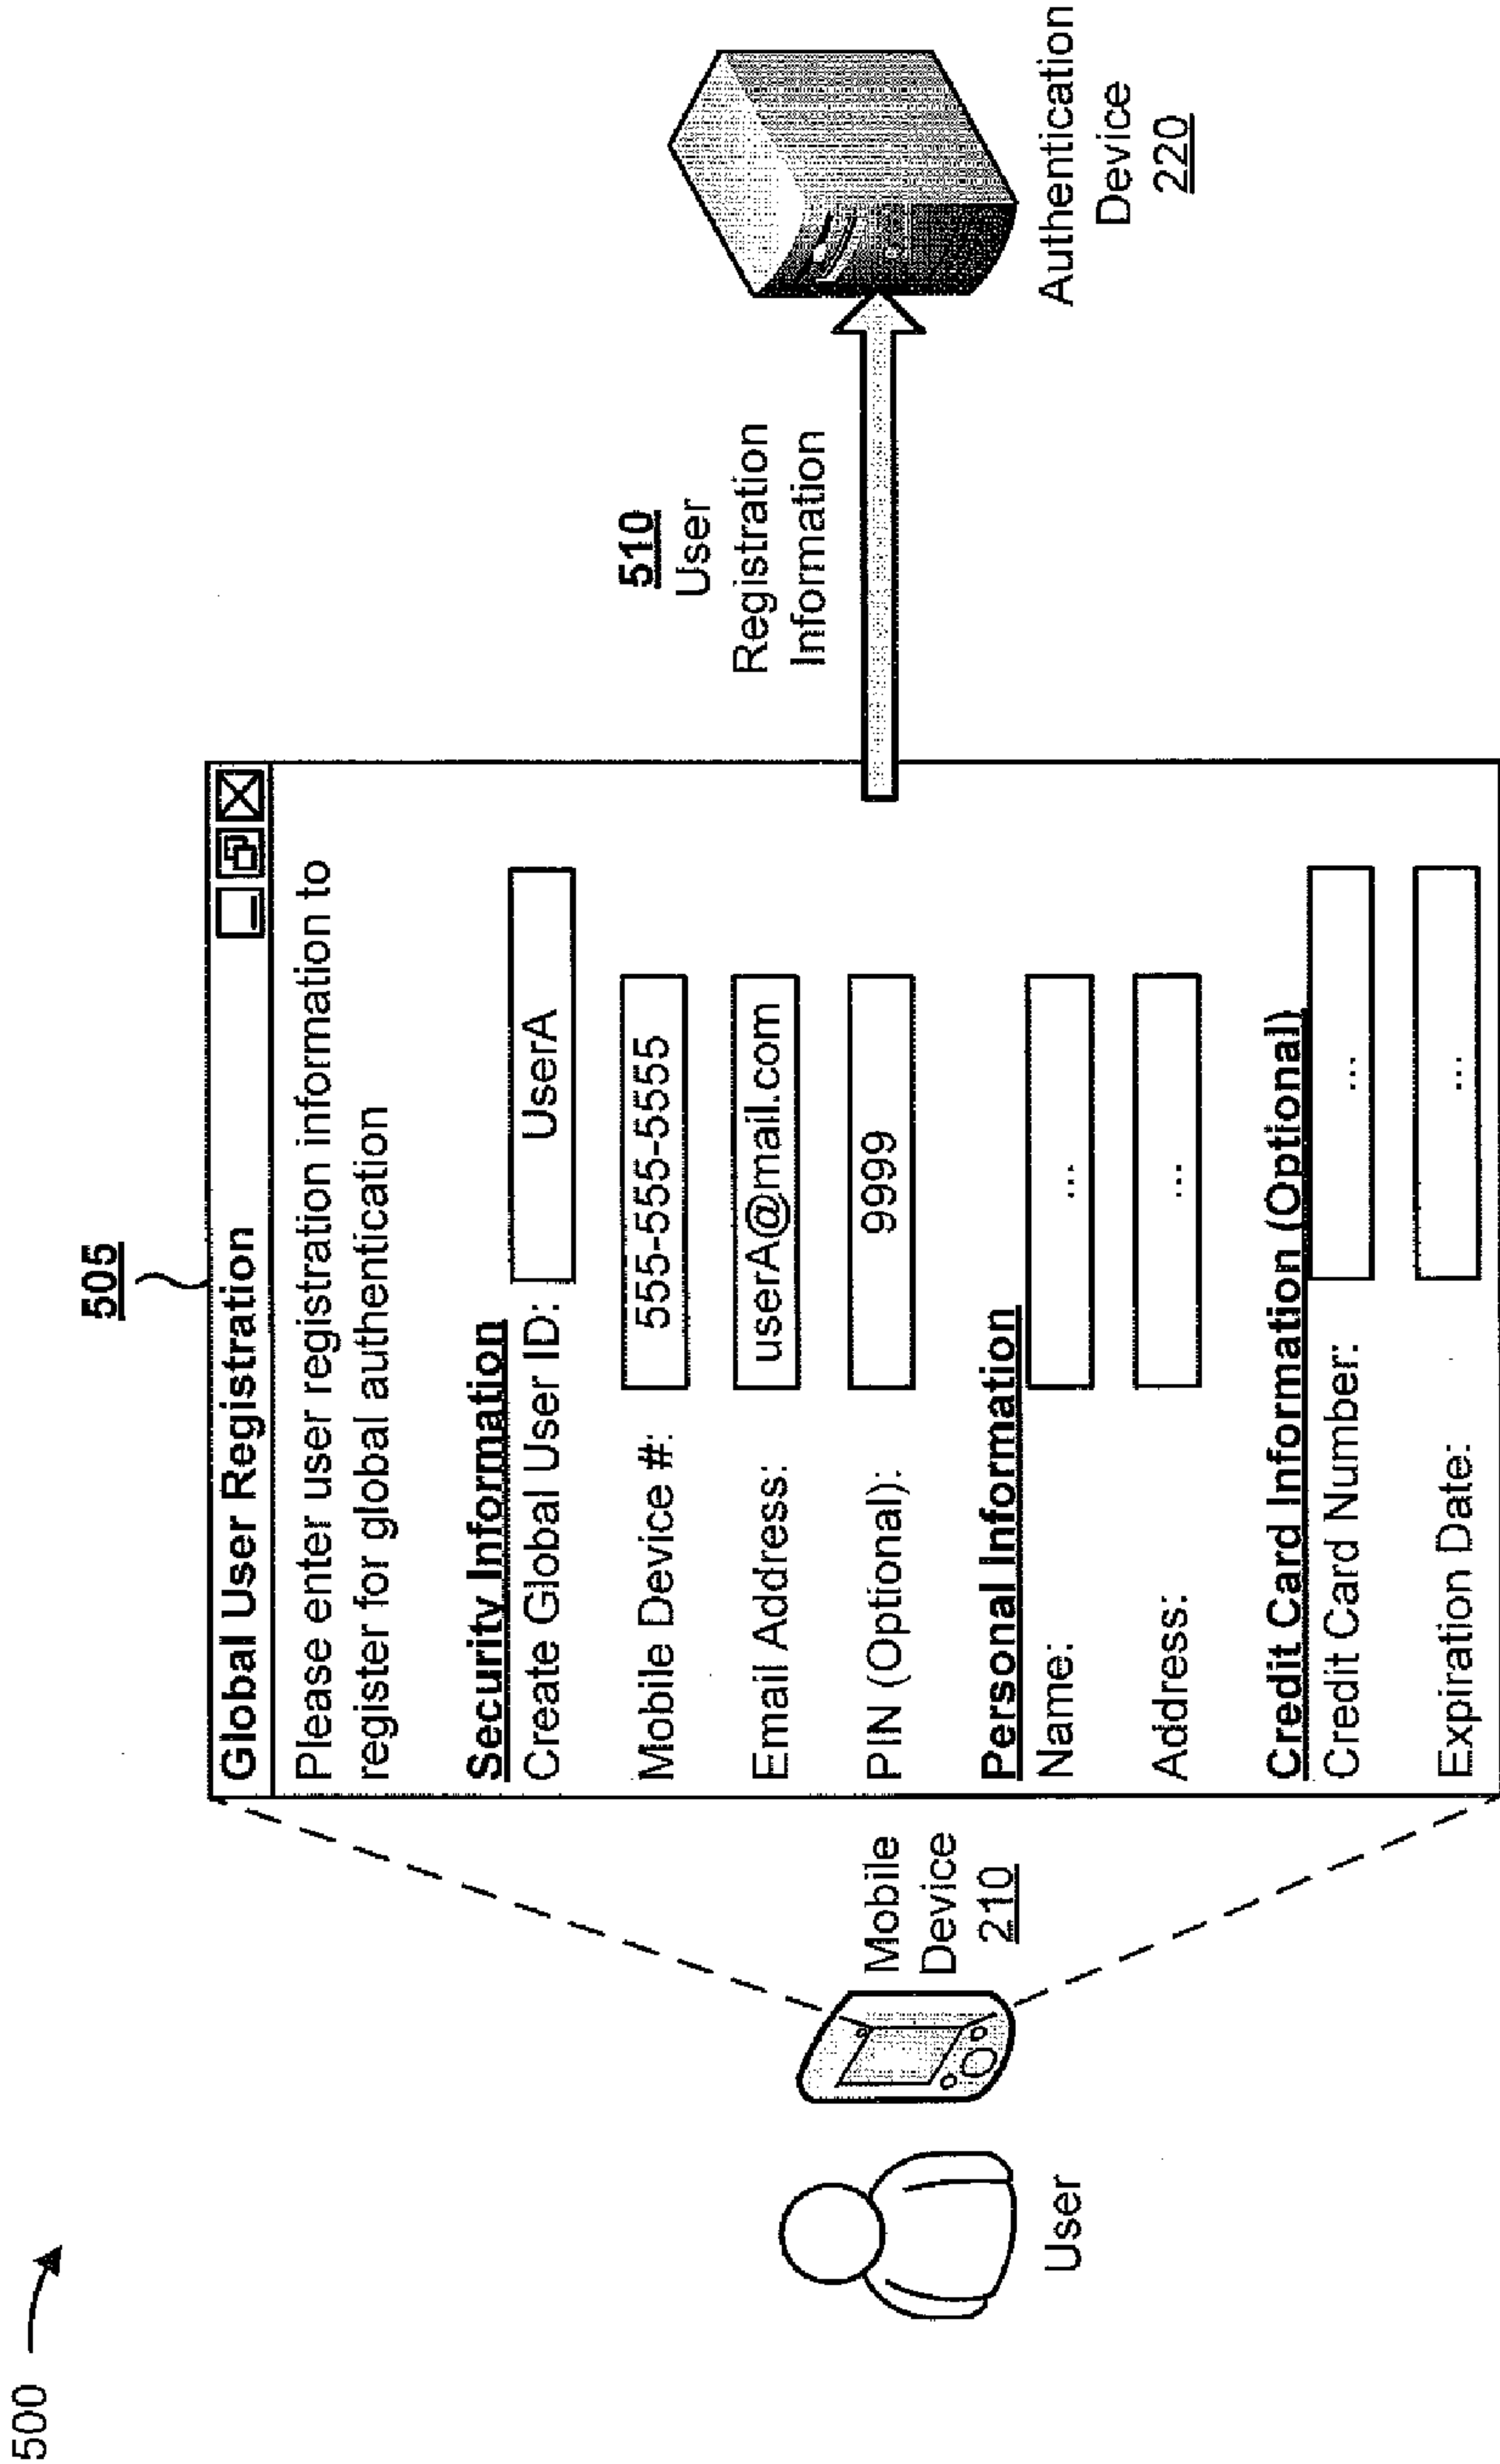 500
505
Global User Registration
Please enter user registration information to
register for global authentication
Security Information
Create Global User ID: UserA
Mobile Device #: 555-555-5555
Email Address: userA@mail.com
PIN (Optional): 9999
Personal Information
Name: ...
Address: ...
Credit Card Information (Optional)
Credit Card Number: ...
Expiration Date: ...
User
Mobile
Device
210
510
User
Registration
Information
Authentication
Device
220